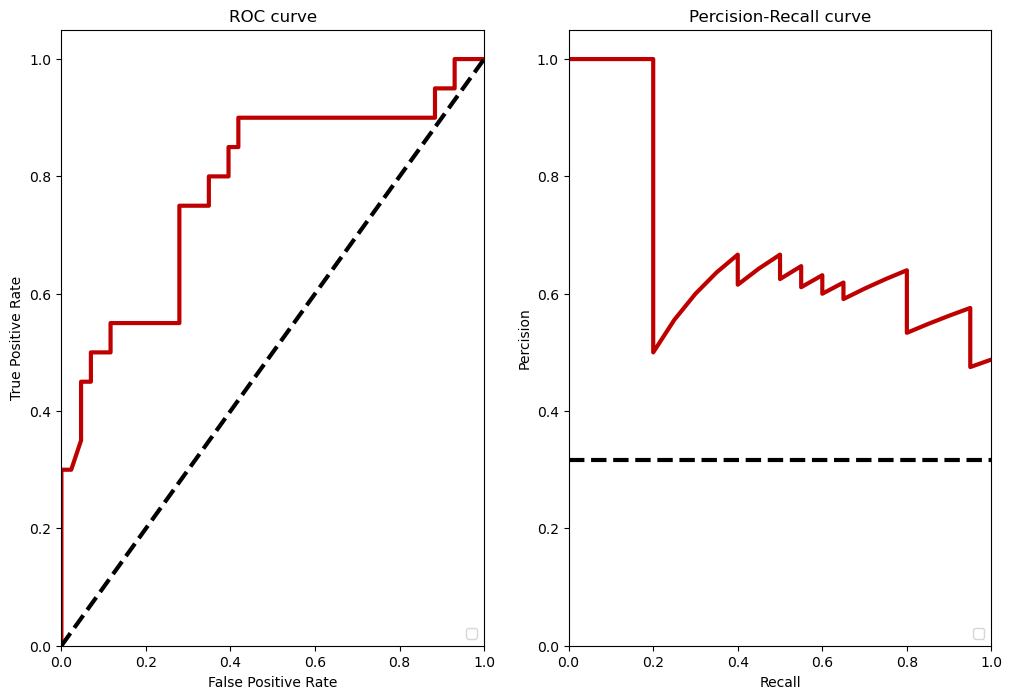 ROC curve
True Positive Rate
1.0
0.8
0.6
0.4
0.2
0.0
0.0 0.2 0.4 0.6 0.8 1.0
False Positive Rate
Percision-Recall curve
Percision
1.0
0.8
0.6
0.4
0.2
0.0
0.0 0.2 0.4 0.6 0.8 1.0
Recall